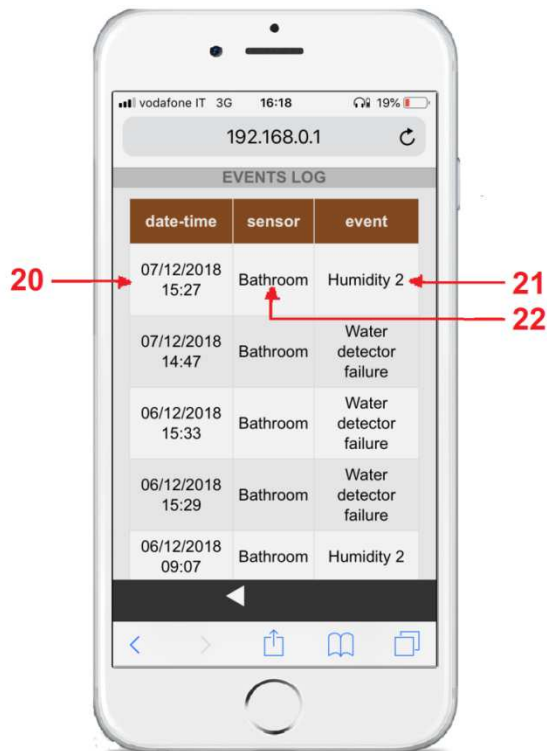 vodafone IT 3G 16:18 19%
192.168.0.1
EVENTS LOG
date-time sensor event
20
07/12/2018
15:27
Bathroom
Humidity 2
21
22
07/12/2018
14:47
Bathroom
Water
detector
failure
06/12/2018
15:33
Bathroom
Water
detector
failure
06/12/2018
15:29
Bathroom
Water
detector
failure
06/12/2018
09:07
Bathroom
Humidity 2